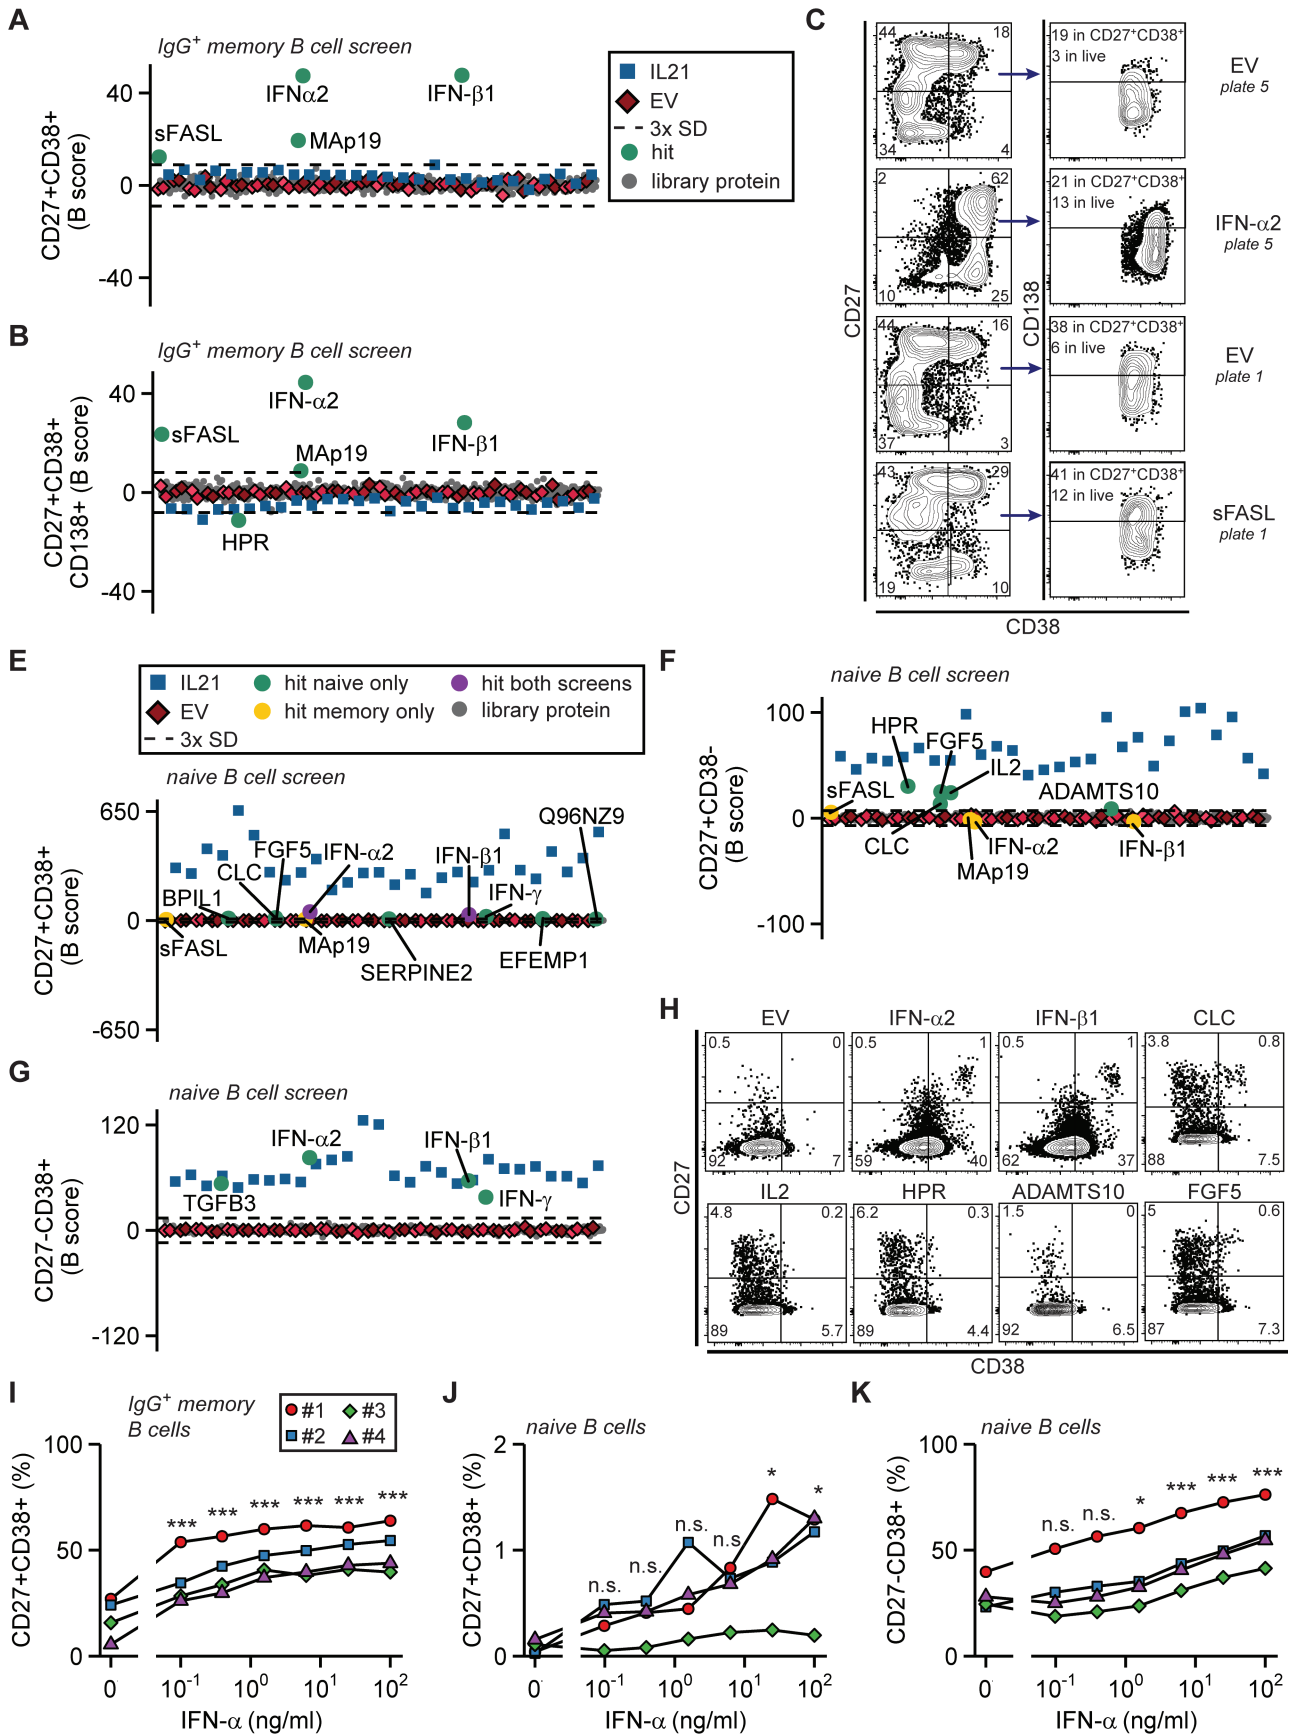 A
IgG+ memory B cell screen
CD27+CD38+
(B score)
40
0
-40
IFNα2
IFN-β1
sFASL
MAp19
IL21
EV
3x SD
hit
library protein
B
IgG+ memory B cell screen
CD27+CD38+
CD138+ (B score)
40
0
-40
IFN-α2
sFASL
IFN-β1
MAp19
HPR
C
CD27
CD138
CD38
44
18
34
4
19 in CD27+CD38+
3 in live
EV
plate 5
2
62
10
25
21 in CD27+CD38+
13 in live
IFN-α2
plate 5
44
16
37
3
38 in CD27+CD38+
6 in live
EV
plate 1
43
29
19
10
41 in CD27+CD38+
12 in live
sFASL
plate 1
E
IL21
hit naive only
hit both screens
EV
hit memory only
library protein
3x SD
naive B cell screen
CD27+CD38+
(B score)
650
0
-650
Q96NZ9
FGF5
IFN-α2
IFN-β1
CLC
BPIL1
IFN-γ
sFASL
MAp19
SERPINE2
EFEMP1
F
naive B cell screen
CD27+CD38-
(B score)
100
0
-100
HPR
FGF5
IL2
sFASL
ADAMTS10
CLC
IFN-α2
MAp19
IFN-β1
G
naive B cell screen
CD27-CD38+
(B score)
120
0
-120
IFN-α2
IFN-β1
TGFB3
IFN-γ
H
CD27
CD38
EV
0.5
0
92
7
IFN-α2
0.5
1
59
40
IFN-β1
0.5
1
62
37
CLC
3.8
0.8
88
7.5
IL2
4.8
0.2
89
5.7
HPR
6.2
0.3
89
4.4
ADAMTS10
1.5
0
92
6.5
FGF5
5
0.6
87
7.3
I
IgG+ memory
B cells
#1
#3
#2
#4
CD27+CD38+ (%)
100
50
0
*** *** *** *** *** ***
0 10-1 100 101 102
IFN-α (ng/ml)
J
naive B cells
CD27+CD38+ (%)
2
1
0
n.s. n.s. n.s. n.s. * *
0 10-1 100 101 102
IFN-α (ng/ml)
K
naive B cells
CD27-CD38+ (%)
100
50
0
n.s. n.s. * *** *** ***
0 10-1 100 101 102
IFN-α (ng/ml)